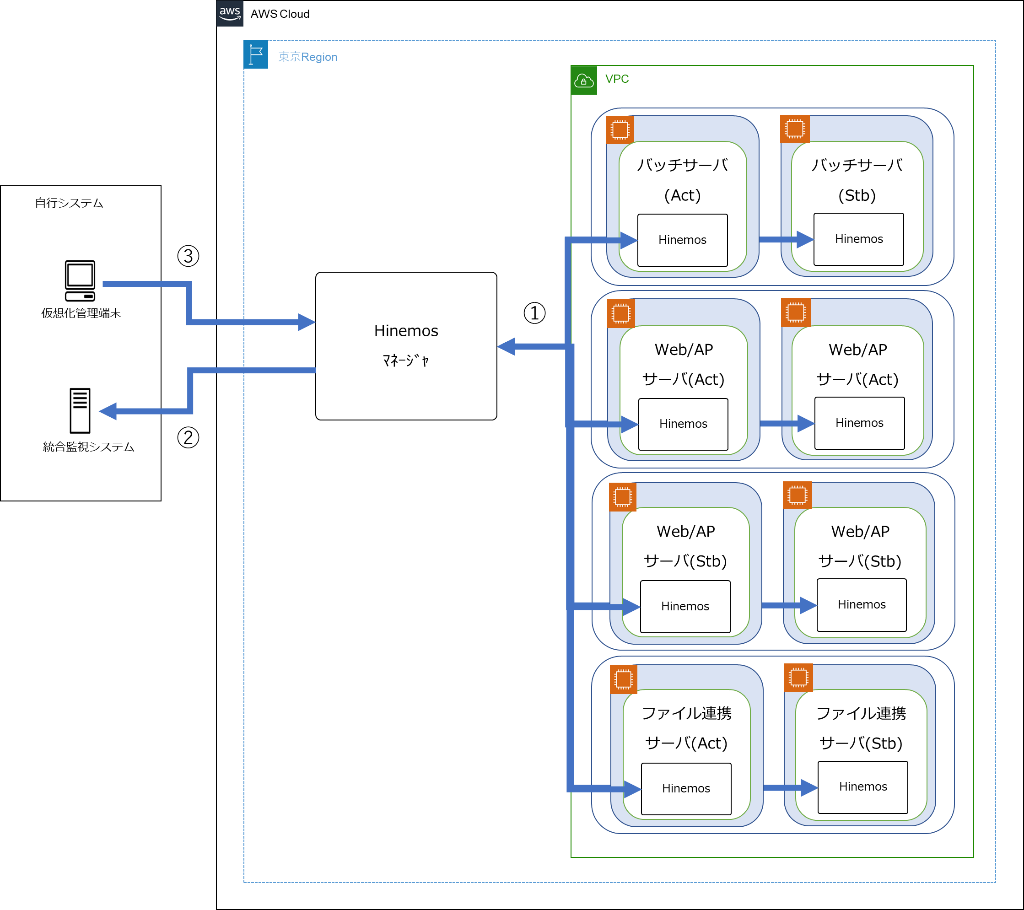 aws
AWS Cloud
東京Region
VPC
自行システム
仮想化管理端末
統合監視システム
③
②
①
Hinemos
ﾏﾈｰｼﾞｬ
バッチサーバ
(Act)
Hinemos
バッチサーバ
(Stb)
Hinemos
Web/AP
サーバ(Act)
Hinemos
Web/AP
サーバ(Act)
Hinemos
Web/AP
サーバ(Stb)
Hinemos
Web/AP
サーバ(Stb)
Hinemos
ファイル連携
サーバ(Act)
Hinemos
ファイル連携
サーバ(Stb)
Hinemos